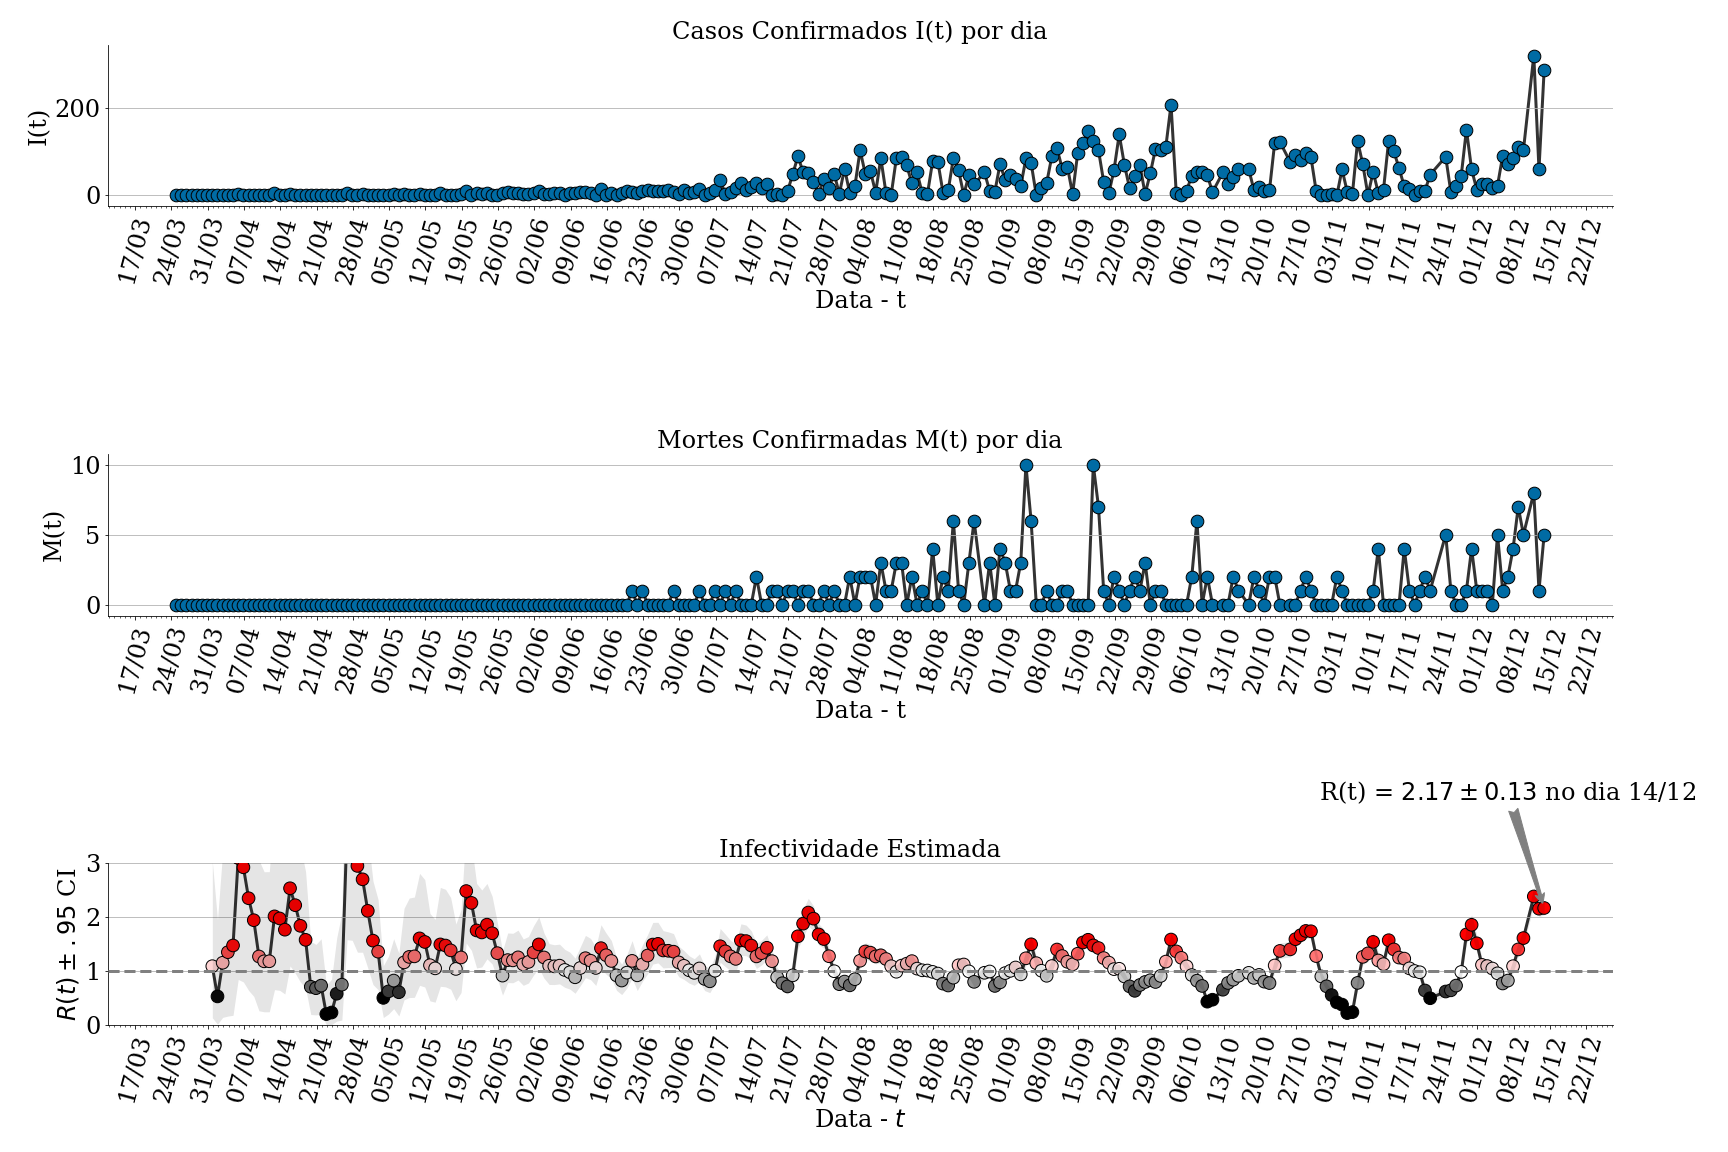 Casos Confirmados I(t) por dia
I(t)
200
0
17/03 24/03 31/03 07/04 14/04 21/04 28/04 05/05 12/05 19/05 26/05 02/06 09/06 16/06 23/06 30/06 07/07 14/07 21/07 28/07 04/08 11/08 18/08 25/08 01/09 08/09 15/09 22/09 29/09 06/10 13/10 20/10 27/10 03/11 10/11 17/11 24/11 01/12 08/12 15/12 22/12
Data - t
Mortes Confirmadas M(t) por dia
M(t)
10
5
0
17/03 24/03 31/03 07/04 14/04 21/04 28/04 05/05 12/05 19/05 26/05 02/06 09/06 16/06 23/06 30/06 07/07 14/07 21/07 28/07 04/08 11/08 18/08 25/08 01/09 08/09 15/09 22/09 29/09 06/10 13/10 20/10 27/10 03/11 10/11 17/11 24/11 01/12 08/12 15/12 22/12
Data - t
R(t) = 2.17 ± 0.13 no dia 14/12
Infectividade Estimada
R(t) ± .95 CI
3
2
1
0
17/03 24/03 31/03 07/04 14/04 21/04 28/04 05/05 12/05 19/05 26/05 02/06 09/06 16/06 23/06 30/06 07/07 14/07 21/07 28/07 04/08 11/08 18/08 25/08 01/09 08/09 15/09 22/09 29/09 06/10 13/10 20/10 27/10 03/11 10/11 17/11 24/11 01/12 08/12 15/12 22/12
Data - t